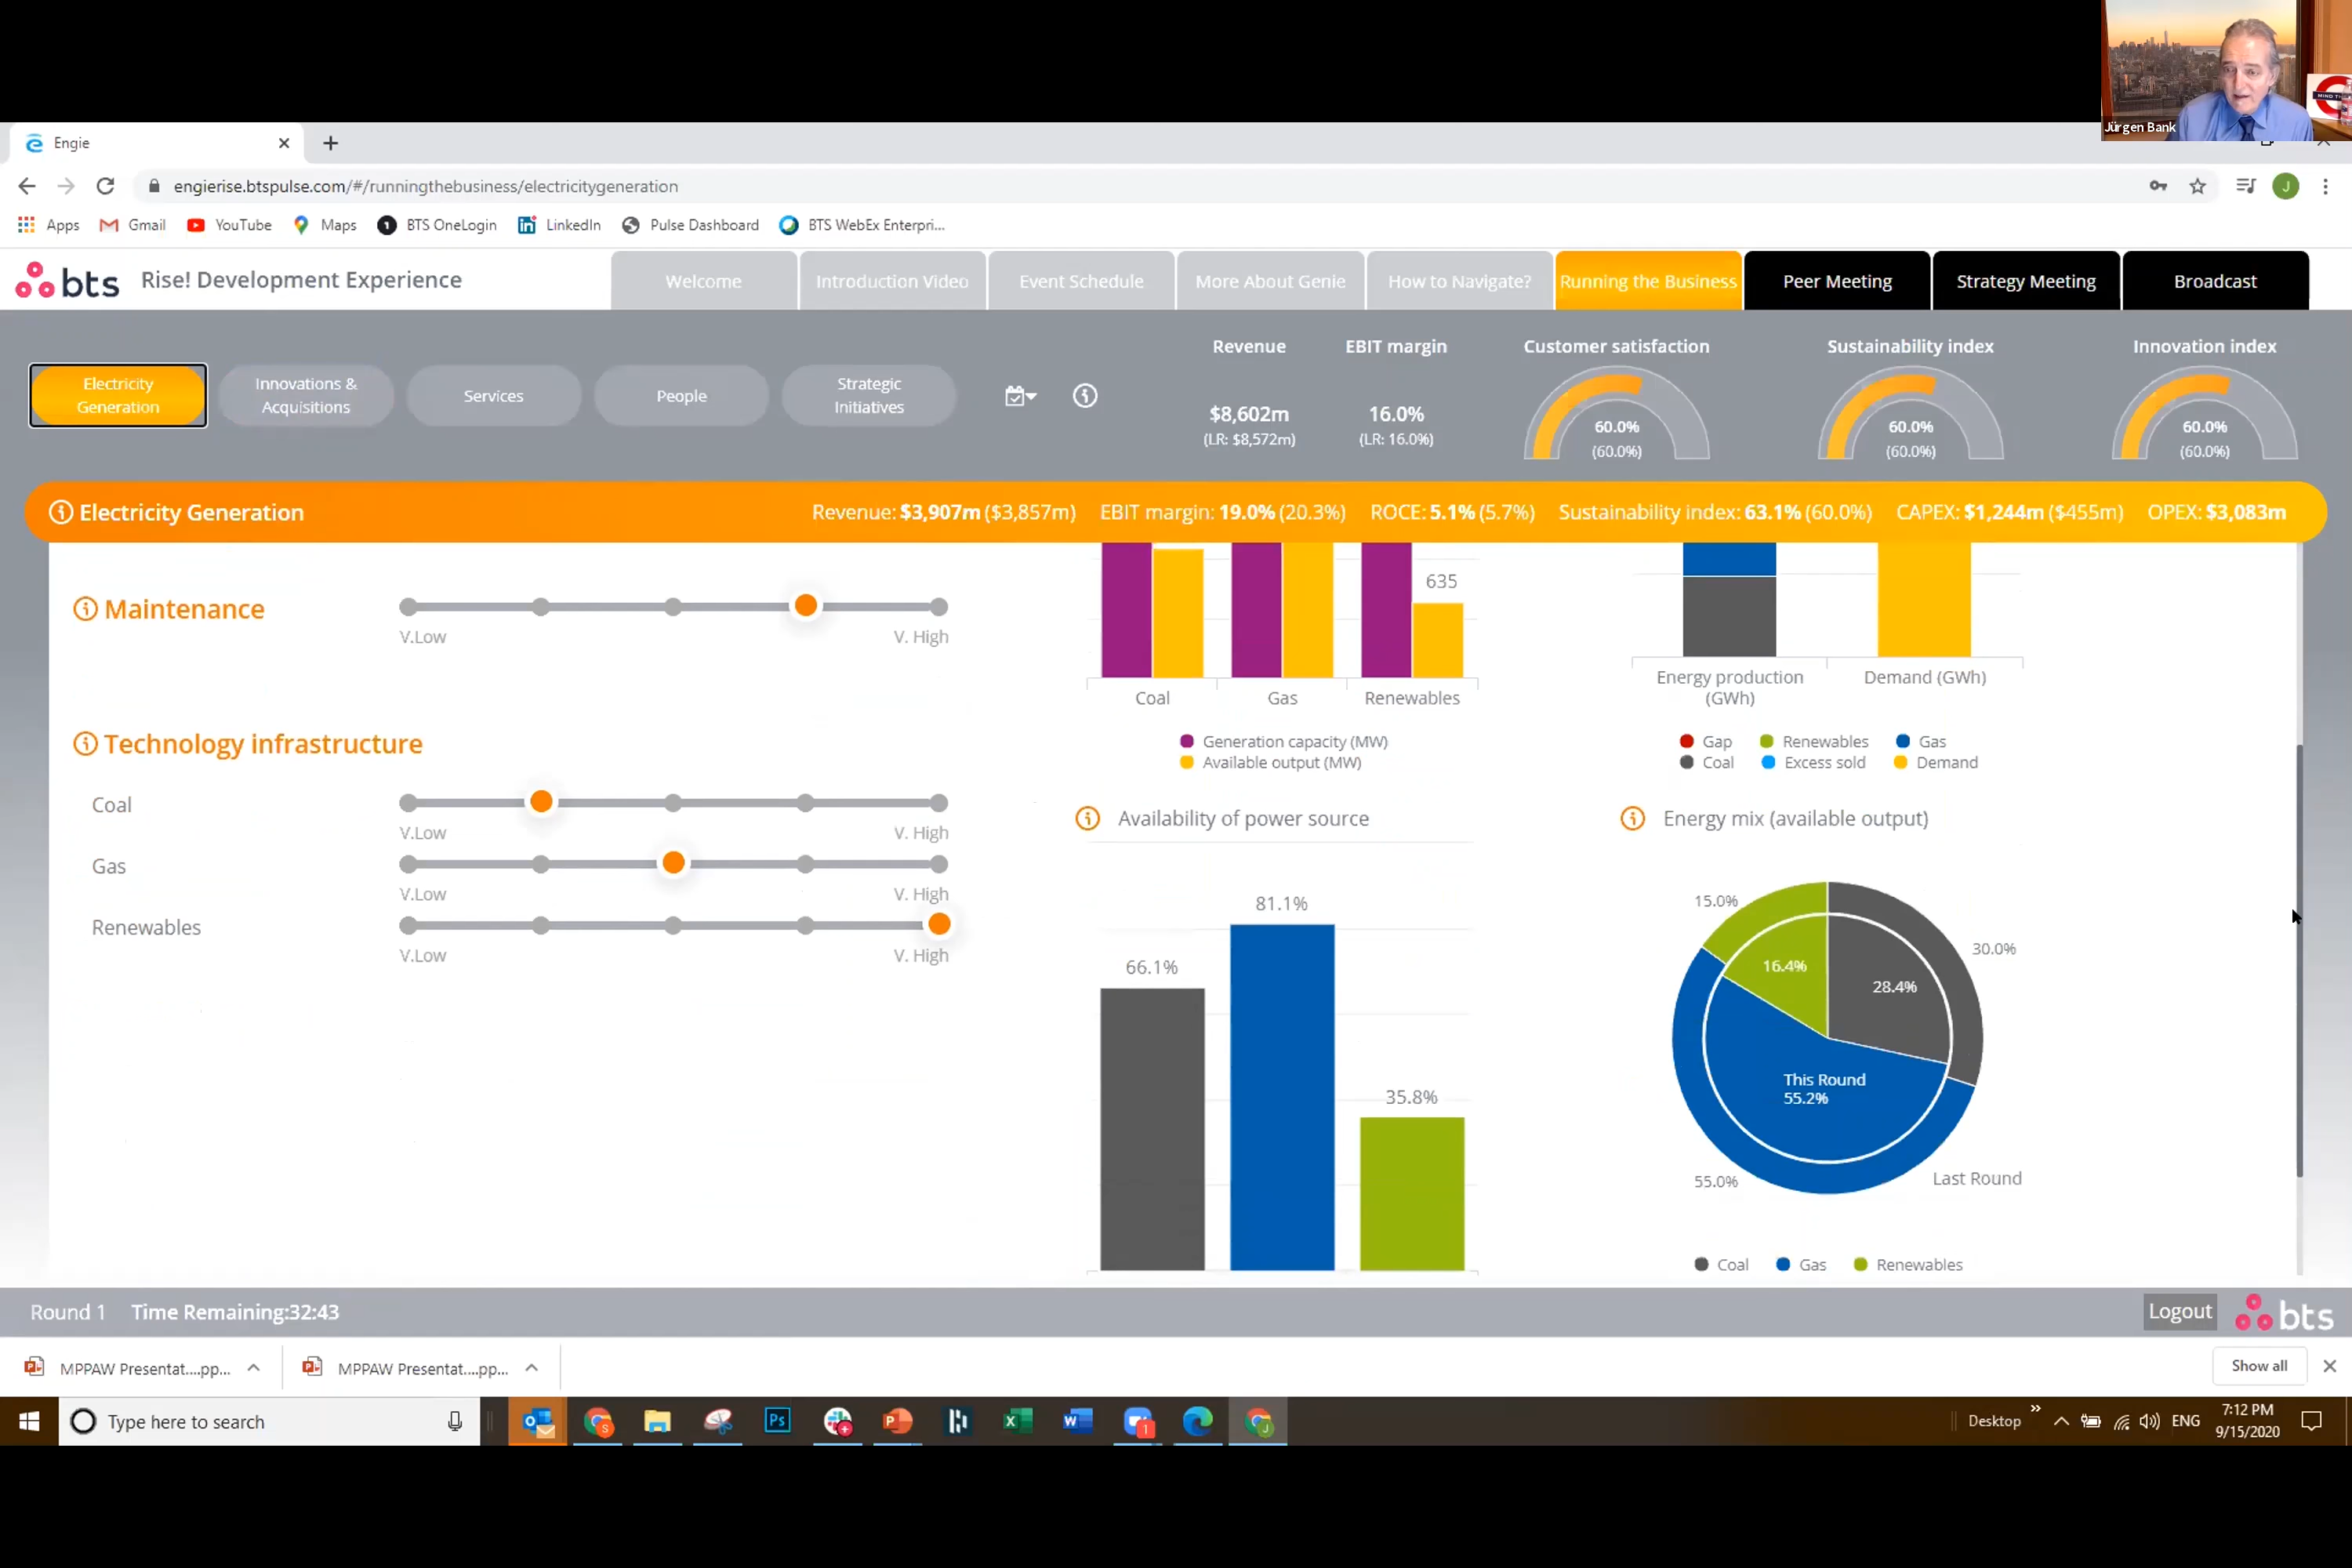 Jürgen Bank
MIND TH
Engie
engierise.btspulse.com/#/runningthebusiness/electricitygeneration
J
Apps
Gmail
YouTube
Maps
BTS OneLogin
LinkedIn
Pulse Dashboard
BTS WebEx Enterpri...
bts
Rise! Development Experience
Welcome
Introduction Video
Event Schedule
More About Genie
How to Navigate?
Running the Business
Peer Meeting
Strategy Meeting
Broadcast
Electricity
Generation
Innovations &
Acquisitions
Services
People
Strategic
Initiatives
Revenue
$8,602m
(LR: $8,572m)
EBIT margin
16.0%
(LR: 16.0%)
Customer satisfaction
60.0%
(60.0%)
Sustainability index
60.0%
(60.0%)
Innovation index
60.0%
(60.0%)
Electricity Generation
Revenue: $3,907m ($3,857m)
EBIT margin: 19.0% (20.3%)
ROCE: 5.1% (5.7%)
Sustainability index: 63.1% (60.0%)
CAPEX: $1,244m ($455m)
OPEX: $3,083m
Maintenance
V.Low
V. High
Technology infrastructure
Coal
V.Low
V. High
Gas
V.Low
V. High
Renewables
V.Low
V. High
635
Coal
Gas
Renewables
Generation capacity (MW)
Available output (MW)
Energy production
(GWh)
Demand (GWh)
Gap
Renewables
Gas
Coal
Excess sold
Demand
Availability of power source
66.1%
81.1%
35.8%
Energy mix (available output)
15.0%
30.0%
16.4%
28.4%
This Round
55.2%
55.0%
Last Round
Coal
Gas
Renewables
Round 1
Time Remaining:32:43
Logout
bts
MPPAW Presentat....pp...
MPPAW Presentat....pp...
Show all
Type here to search
S
Ps
1
J
Desktop
ENG
7:12 PM
9/15/2020